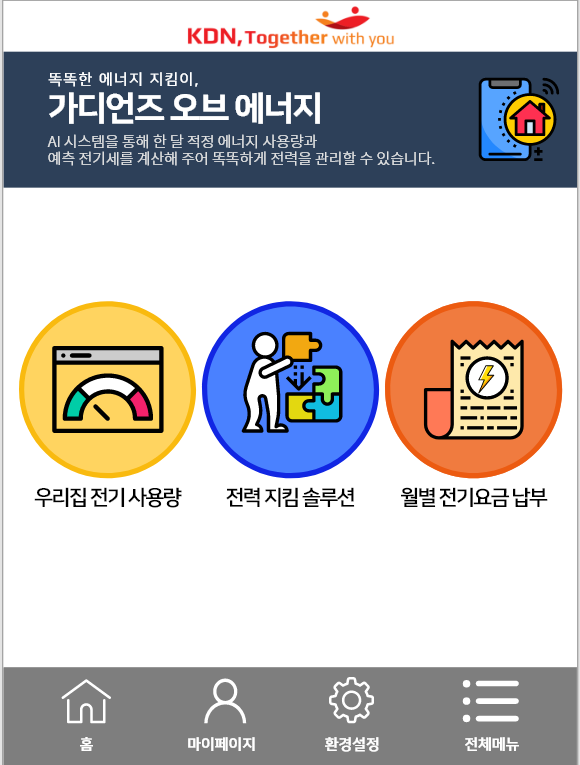 KDN, Together with you
똑똑한 에너지 지킴이,
가디언즈 오브 에너지
AI 시스템을 통해 한 달 적정 에너지 사용량과
예측 전기세를 계산해 주어 똑똑하게 전력을 관리할 수 있습니다.
우리집 전기 사용량
전력 지킴 솔루션
월별 전기요금 납부
홈
마이페이지
환경설정
전체메뉴